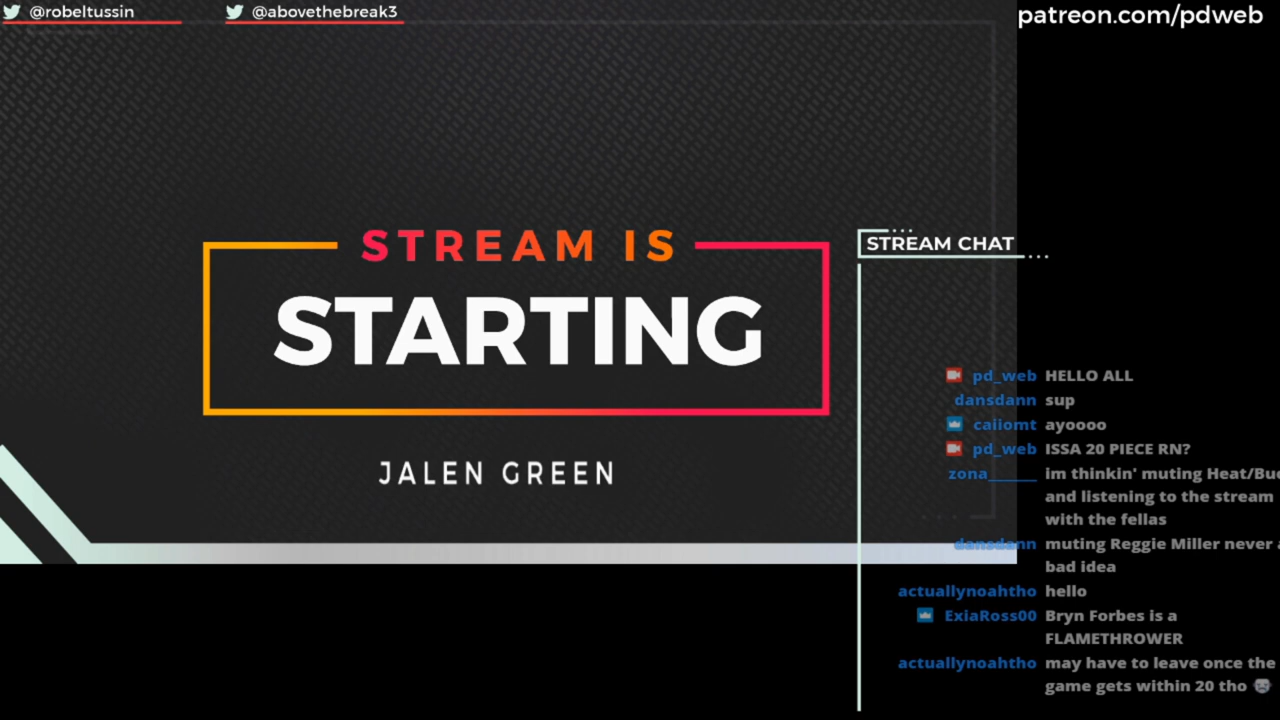 @robeltussin
@abovethebreak3
patreon.com/pdweb
STREAM IS
STARTING
JALEN GREEN
STREAM CHAT
pd_web HELLO ALL
dansdann sup
caiiomt ayoooo
pd_web ISSA 20 PIECE RN?
zona______ im thinkin' muting Heat/Buc
and listening to the stream
with the fellas
dansdann muting Reggie Miller never a
bad idea
actuallynoahtho hello
ExiaRoss00 Bryn Forbes is a
FLAMETHROWER
actuallynoahtho may have to leave once the
game gets within 20 tho